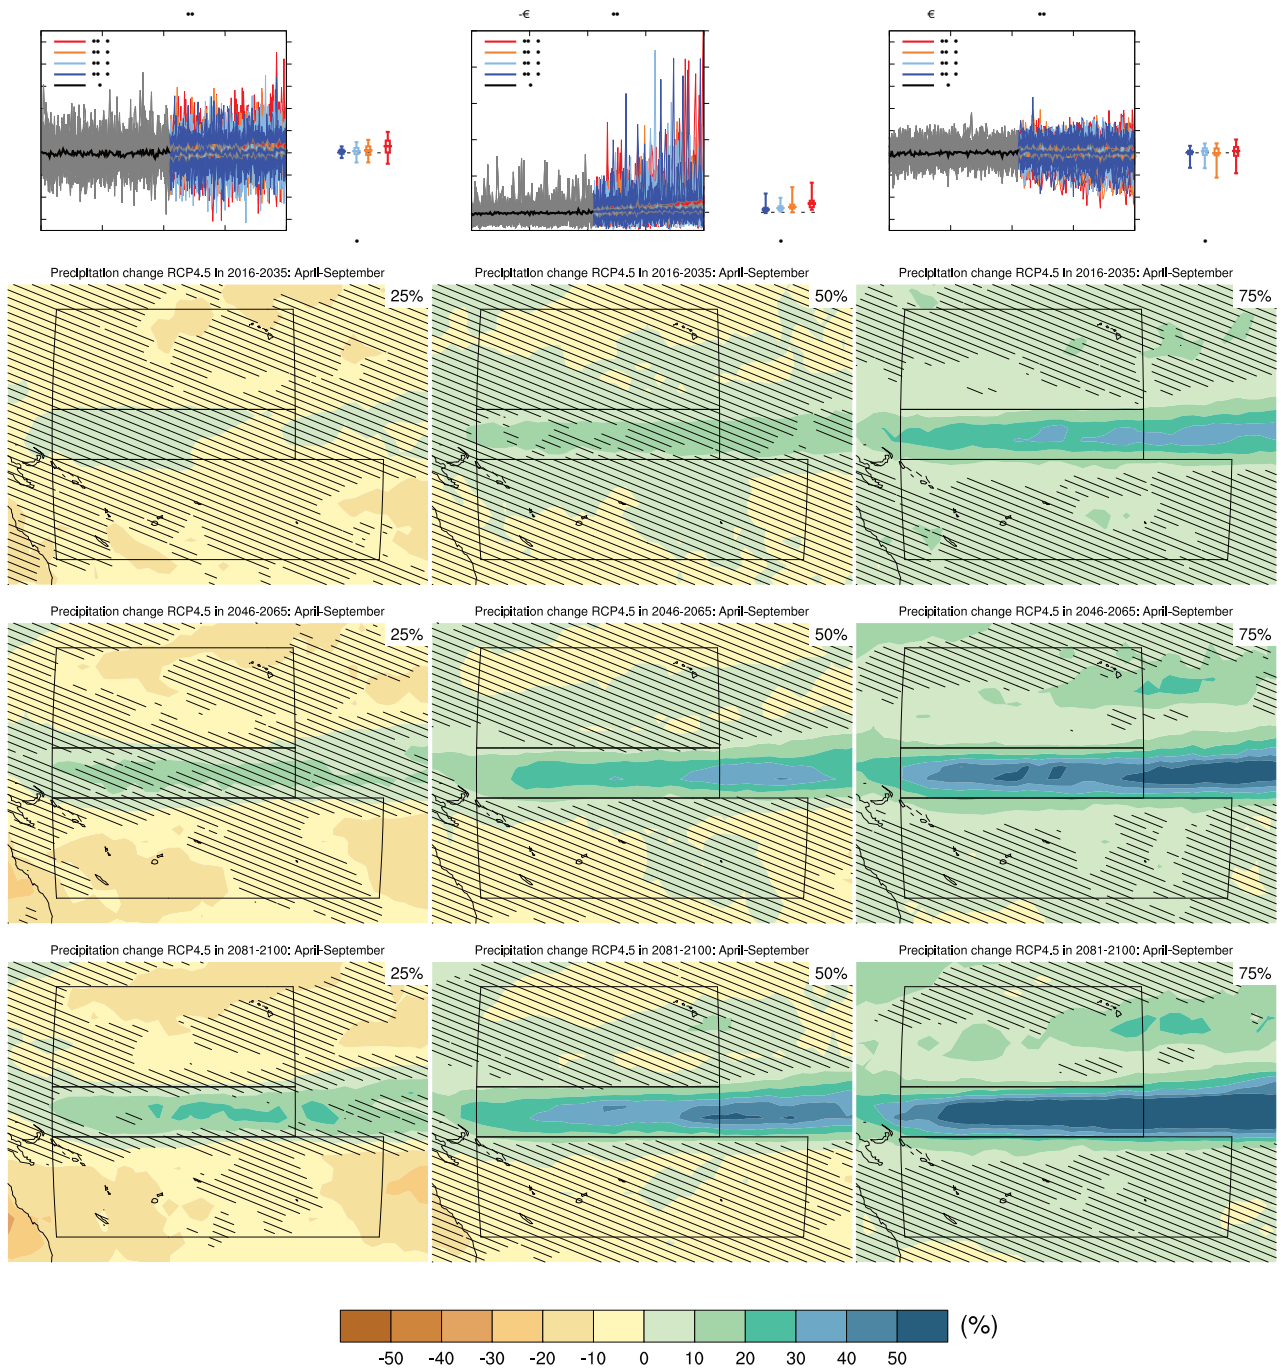 Precipitation change RCP4.5 in 2016-2035: April-September
Precipitation change RCP4.5 in 2016-2035: April-September
Precipitation change RCP4.5 in 2016-2035: April-September
25%
50%
75%
Precipitation change RCP4.5 in 2046-2065: April-September
Precipitation change RCP4.5 in 2046-2065: April-September
Precipitation change RCP4.5 in 2046-2065: April-September
25%
50%
75%
Precipitation change RCP4.5 in 2081-2100: April-September
Precipitation change RCP4.5 in 2081-2100: April-September
Precipitation change RCP4.5 in 2081-2100: April-September
25%
50%
75%
(%)
-50 -40 -30 -20 -10 0 10 20 30 40 50